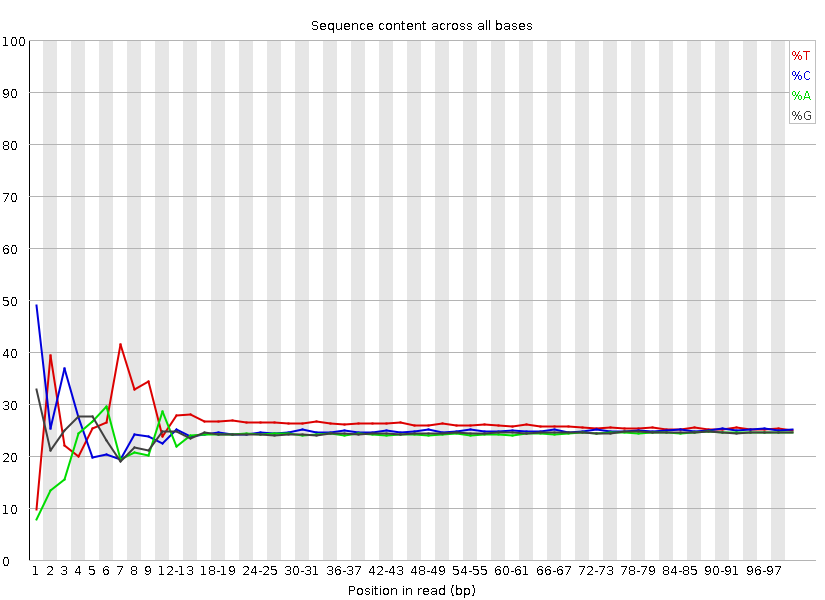 Sequence content across all bases
100
90
80
70
60
50
40
30
20
10
0
%T
%C
%A
%G
1 2 3 4 5 6 7 8 9 12-13 18-19 24-25 30-31 36-37 42-43 48-49 54-55 60-61 66-67 72-73 78-79 84-85 90-91 96-97
Position in read (bp)